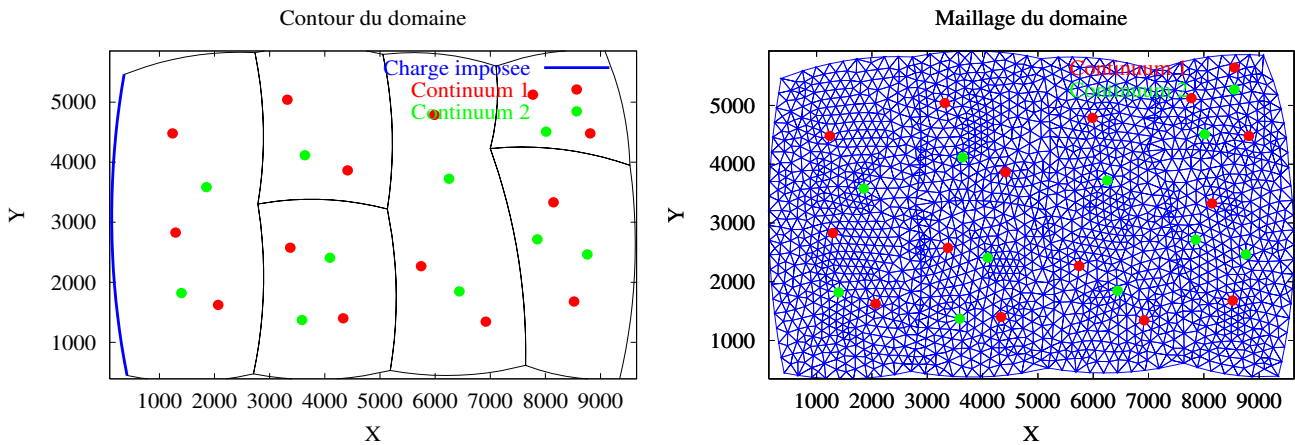 Contour du domaine
Charge imposee
Continuum 1
Continuum 2
Y
5000
4000
3000
2000
1000
1000 2000 3000 4000 5000 6000 7000 8000 9000
X
Maillage du domaine
Continuum 1
Continuum 2
Y
5000
4000
3000
2000
1000
1000 2000 3000 4000 5000 6000 7000 8000 9000
X